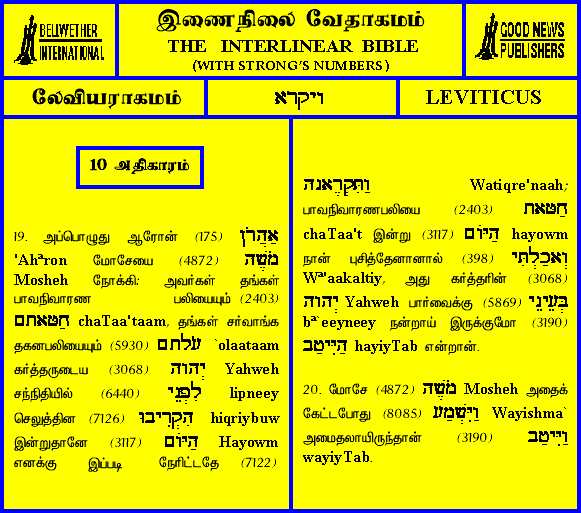 BELLWETHER
INTERNATIONAL
இணைநிலை வேதாகமம்
THE INTERLINEAR BIBLE
(WITH STRONG'S NUMBERS)
GOOD NEWS
PUBLISHERS
லேவியராகமம்
ויקרא
LEVITICUS
10 அதிகாரம்
19. அப்பொழுது ஆரோன் (175) אַהֲרֹן
'Ahªron மோசேயை (4872) מֹשֶׁה
Mosheh நோக்கி: அவர்கள் தங்கள்
பாவநிவாரண பலியையும் (2403)
חַטָּאתָם chaTaa'taam, தங்கள் சர்வாங்க
தகனபலியையும் (5930) עֹלָתָם `olaataam
கர்த்தருடைய (3068) יְהוָה Yahweh
சந்நிதியில் (6440) לִפְנֵי lipneey
செலுத்தின (7126) הִקְרִיבוּ hiqriybuw
இன்றுதானே (3117) הַיּוֹם Hayowm
எனக்கு இப்படி நேரிட்டதே (7122)
וַתִּקְרֶאנָה Watiqre'naah;
பாவநிவாரணபலியை (2403) חַטָּאת
chaTaa't இன்று (3117) הַיּוֹם hayowm
நான் புசித்தேனானால் (398) וְאָכַלְתִּי
Wª'aakaltiy, அது கர்த்தரின் (3068)
יְהוָה Yahweh பார்வைக்கு (5869) בְּעֵינֵי
bª`eeyneey நன்றாய் இருக்குமோ (3190)
הַיִּיטַב hayiyTab என்றான்.
20. மோசே (4872) מֹשֶׁה Mosheh அதைக்
கேட்டபோது (8085) וַיִּשְׁמַע Wayishma`
அமைதலாயிருந்தான் (3190) וַיִּיטַב
wayiyTab.